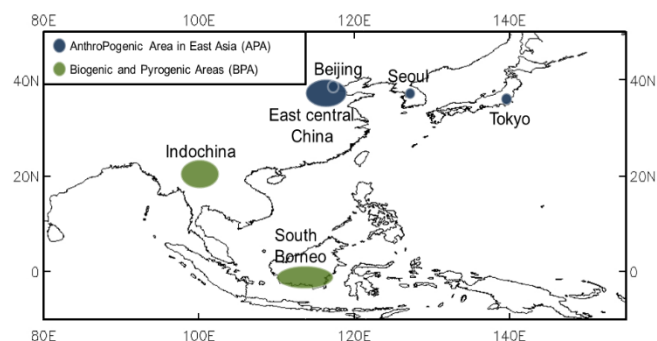 80E 100E 120E 140E
AnthroPogenic Area in East Asia (APA)
Biogenic and Pyrogenic Areas (BPA)
Beijing
Seoul
40N 40N
East central
China
Tokyo
Indochina
20N 20N
South
Borneo
0 0
80E 100E 120E 140E